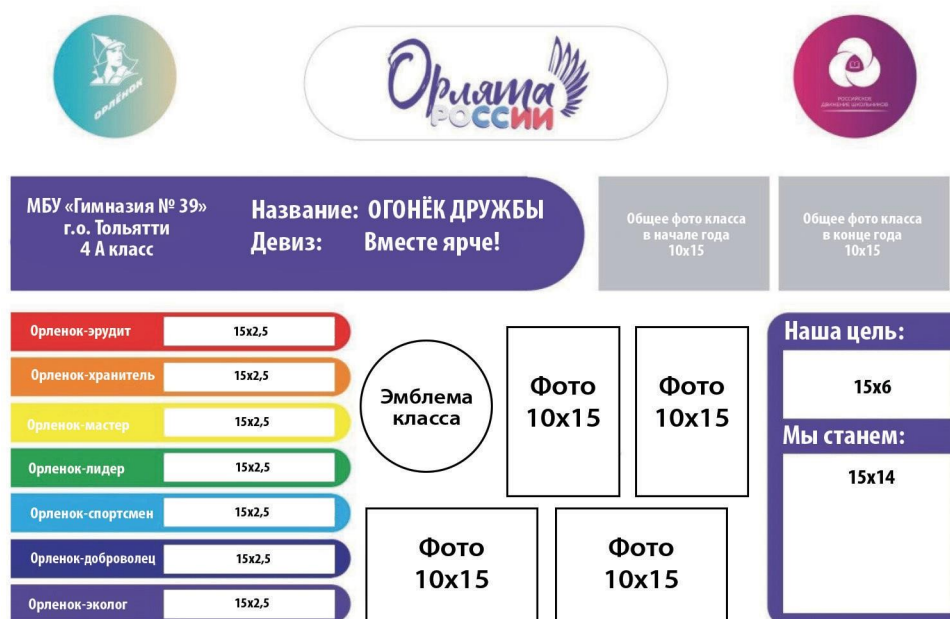 ОРЛЁНОК
Орлята
РОССИИ
РОССИЙСКОЕ
ДВИЖЕНИЕ ШКОЛЬНИКОВ
МБУ «Гимназия № 39»
г.о. Тольятти
4 А класс
Название: ОГОНЁК ДРУЖБЫ
Девиз: Вместе ярче!
Общее фото класса
в начале года
10х15
Общее фото класса
в конце года
10х15
Орленок-эрудит 15х2,5
Орленок-хранитель 15х2,5
Орленок-мастер 15х2,5
Орленок-лидер 15х2,5
Орленок-спортсмен 15х2,5
Орленок-доброволец 15х2,5
Орленок-эколог 15х2,5
Эмблема
класса
Фото
10х15
Фото
10х15
Фото
10х15
Фото
10х15
Наша цель:
15х6
Мы станем:
15х14